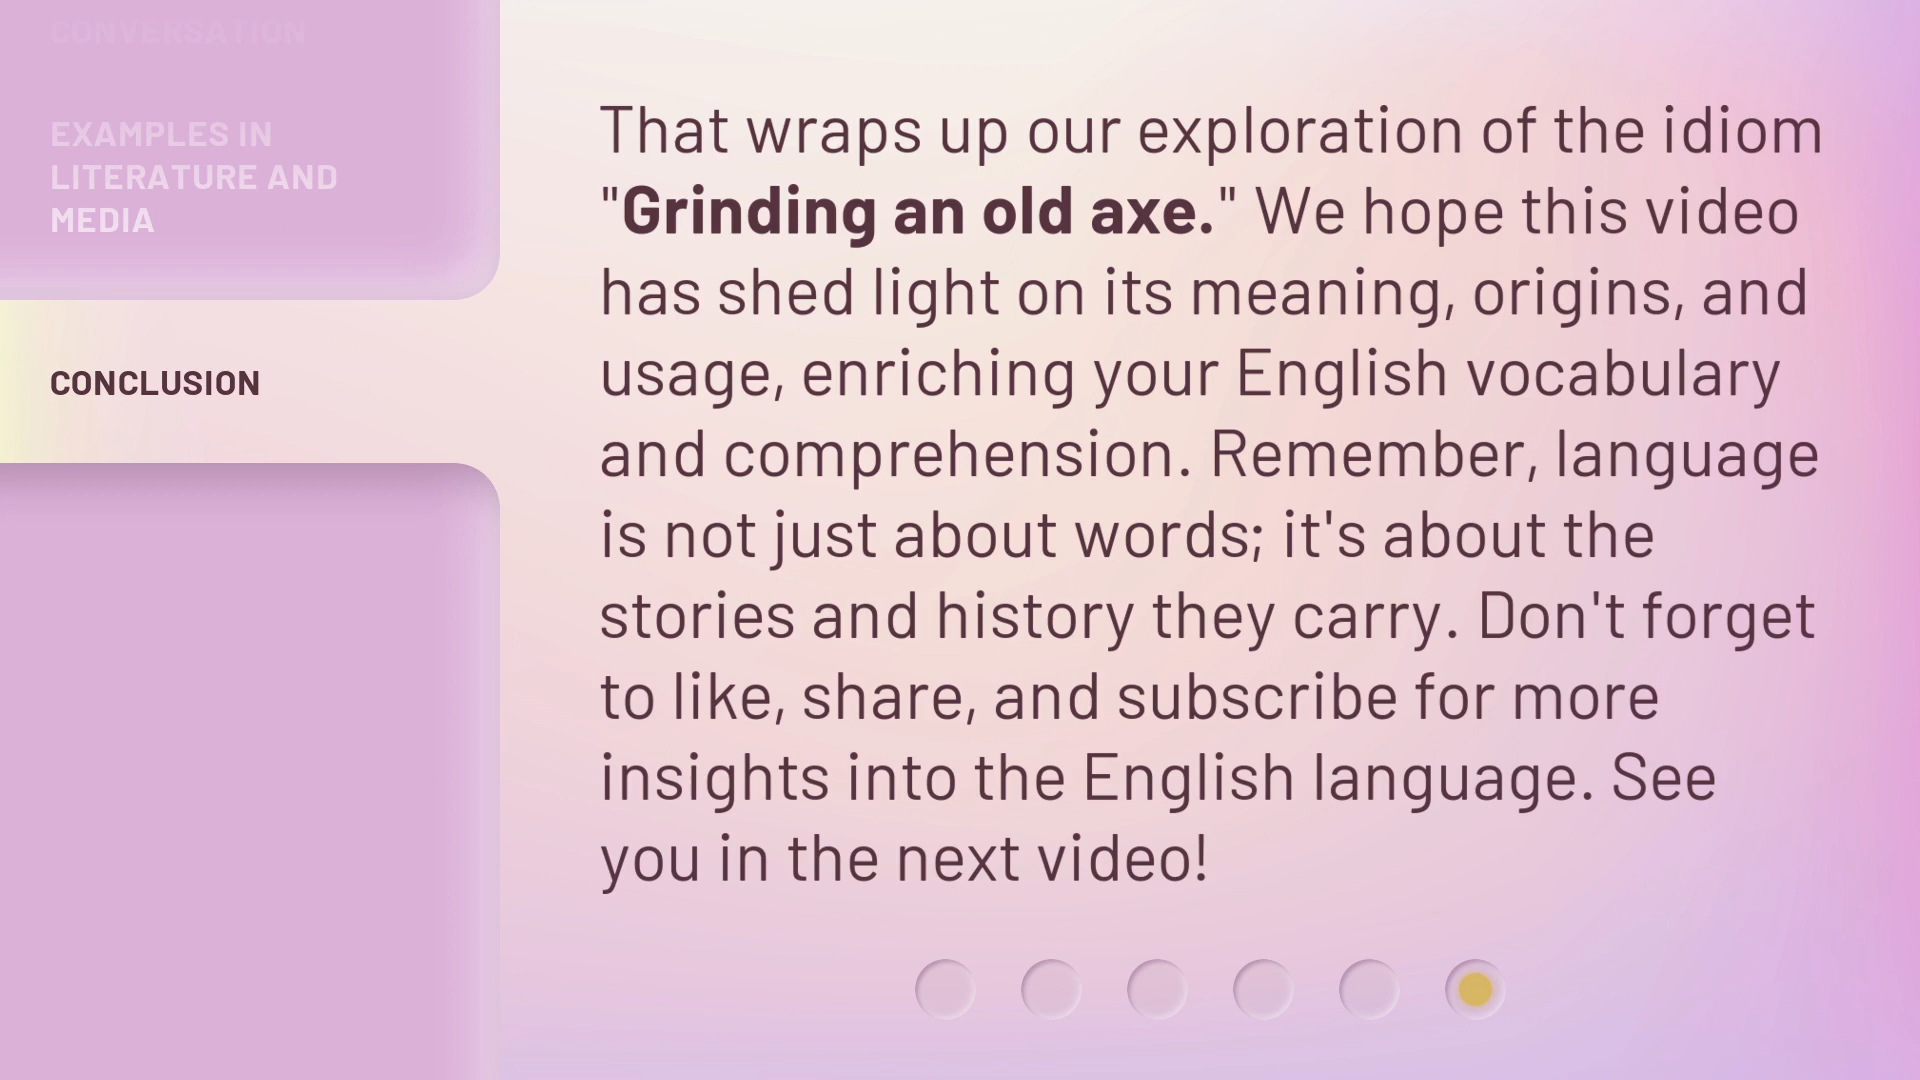 CONVERSATION
EXAMPLES IN
LITERATURE AND
MEDIA
CONCLUSION
That wraps up our exploration of the idiom
"Grinding an old axe." We hope this video
has shed light on its meaning, origins, and
usage, enriching your English vocabulary
and comprehension. Remember, language
is not just about words; it's about the
stories and history they carry. Don't forget
to like, share, and subscribe for more
insights into the English language. See
you in the next video!